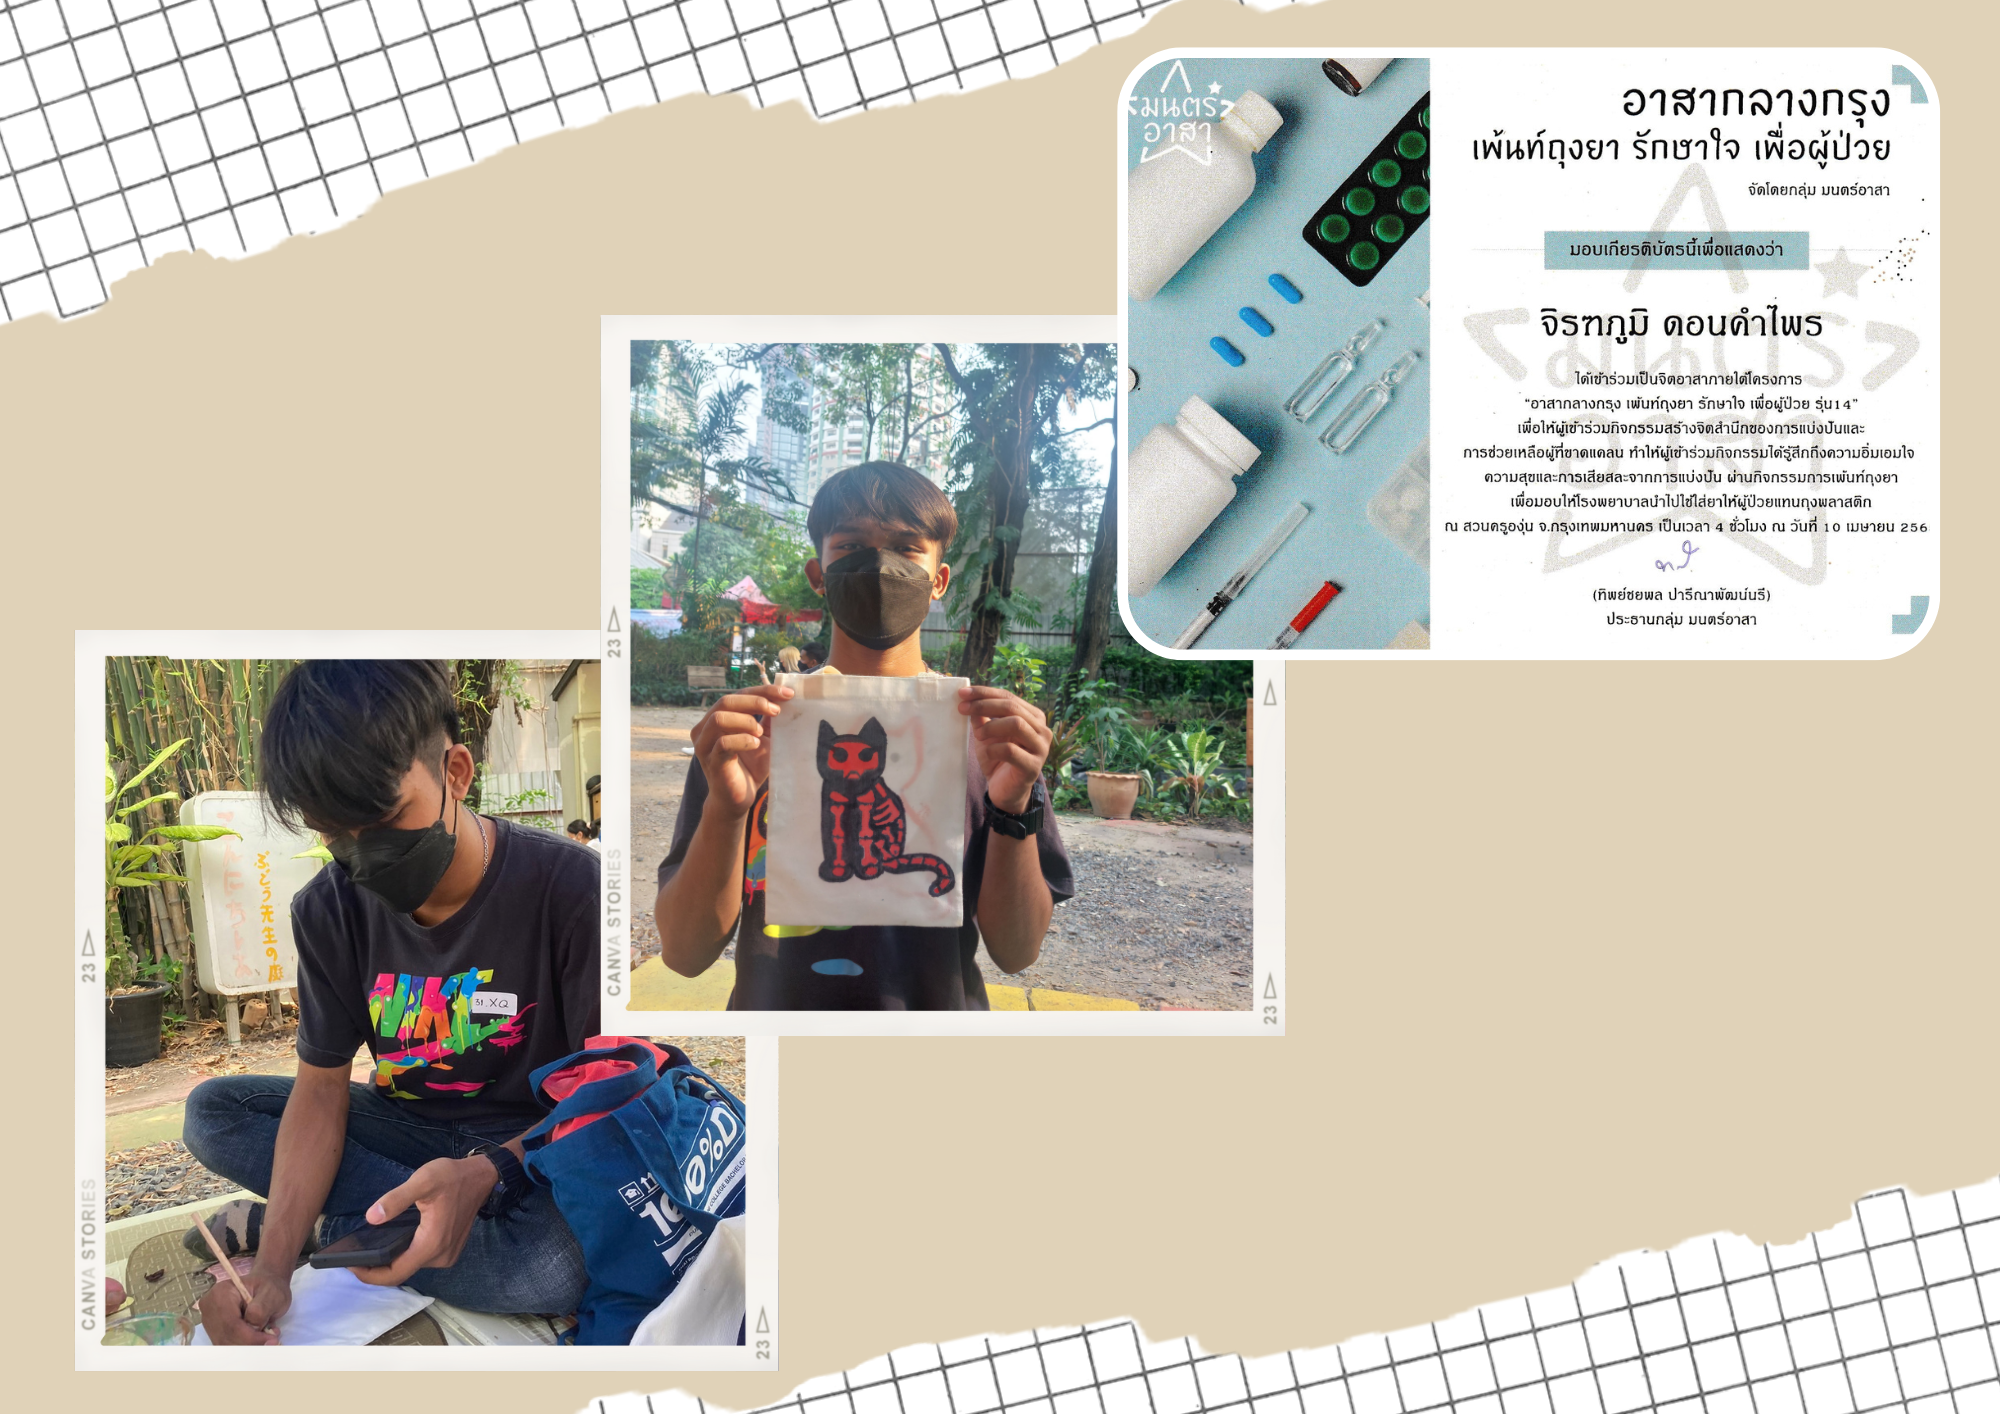 มนตร์
อาสา
อาสากลางกรุง
เพ้นท์ถุงยา รักษาใจ เพื่อผู้ป่วย
จัดโดยกลุ่ม มนตร์อาสา
มอบเกียรติบัตรนี้เพื่อแสดงว่า
จิรฑภูมิ ดอนคำไพร
ได้เข้าร่วมเป็นจิตอาสาภายใต้โครงการ
“อาสากลางกรุง เพ้นท์ถุงยา รักษาใจ เพื่อผู้ป่วย รุ่น14”
เพื่อให้ผู้เข้าร่วมกิจกรรมสร้างจิตสำนึกของการแบ่งปันและ
การช่วยเหลือผู้ที่ขาดแคลน ทำให้ผู้เข้าร่วมกิจกรรมได้รู้สึกถึงความอิ่มเอมใจ
ความสุขและการเสียสละจากการแบ่งปัน ผ่านกิจกรรมการเพ้นท์ถุงยา
เพื่อมอบให้โรงพยาบาลนำไปใช้ใส่ยาให้ผู้ป่วยแทนถุงพลาสติก
ณ สวนครูองุ่น จ.กรุงเทพมหานคร เป็นเวลา 4 ชั่วโมง ณ วันที่ 10 เมษายน 256
(ทิพย์ชยพล ปารีณาพัฒน์นรี)
ประธานกลุ่ม มนตร์อาสา
มนตร์
อาสา
23
CANVA STORIES
23
23
CANVA STORIES
23
ぶどう先生の庭
NIKE
31. XQ
100%D
COLLEGE BACHELOR